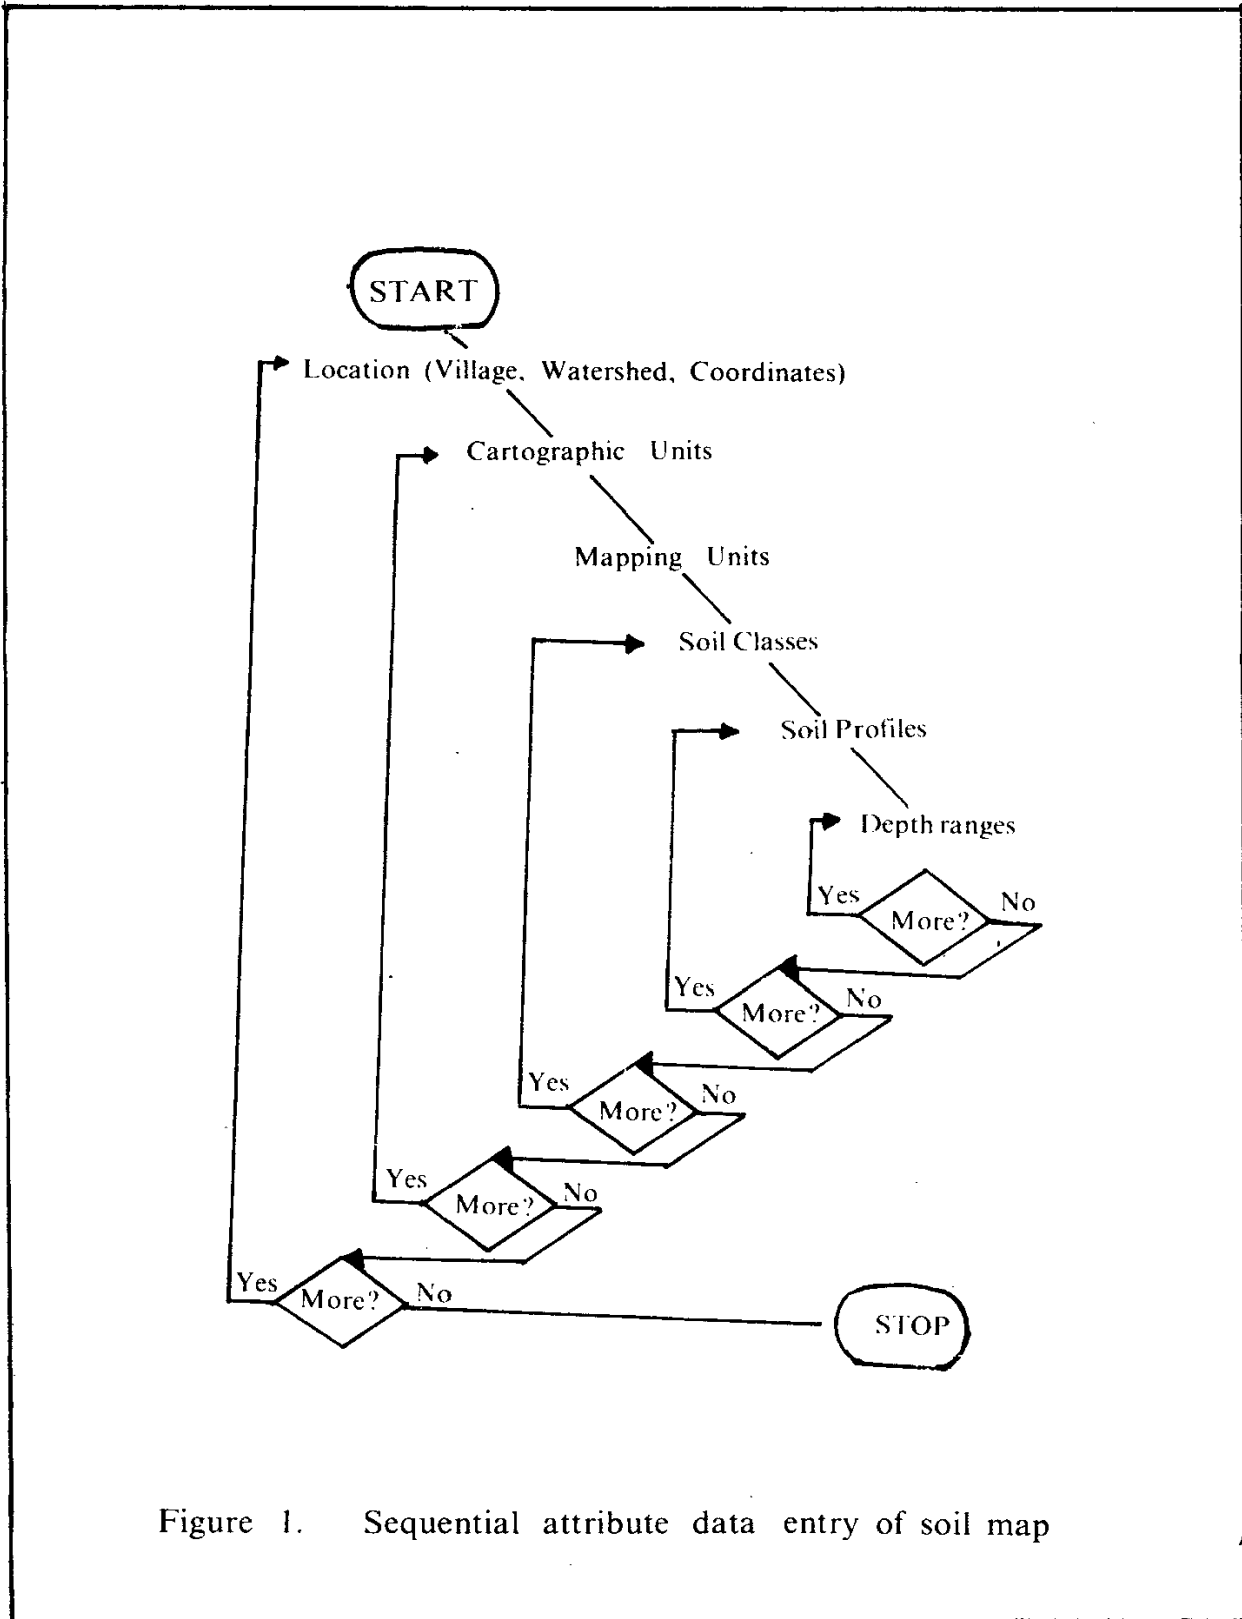 START
Location (Village, Watershed, Coordinates)
Cartographic Units
Mapping Units
Soil Classes
Soil Profiles
Depth ranges
Yes
More?
No
Yes
More?
No
Yes
More?
No
Yes
More?
No
Yes
More?
No
STOP
Figure 1. Sequential attribute data entry of soil map